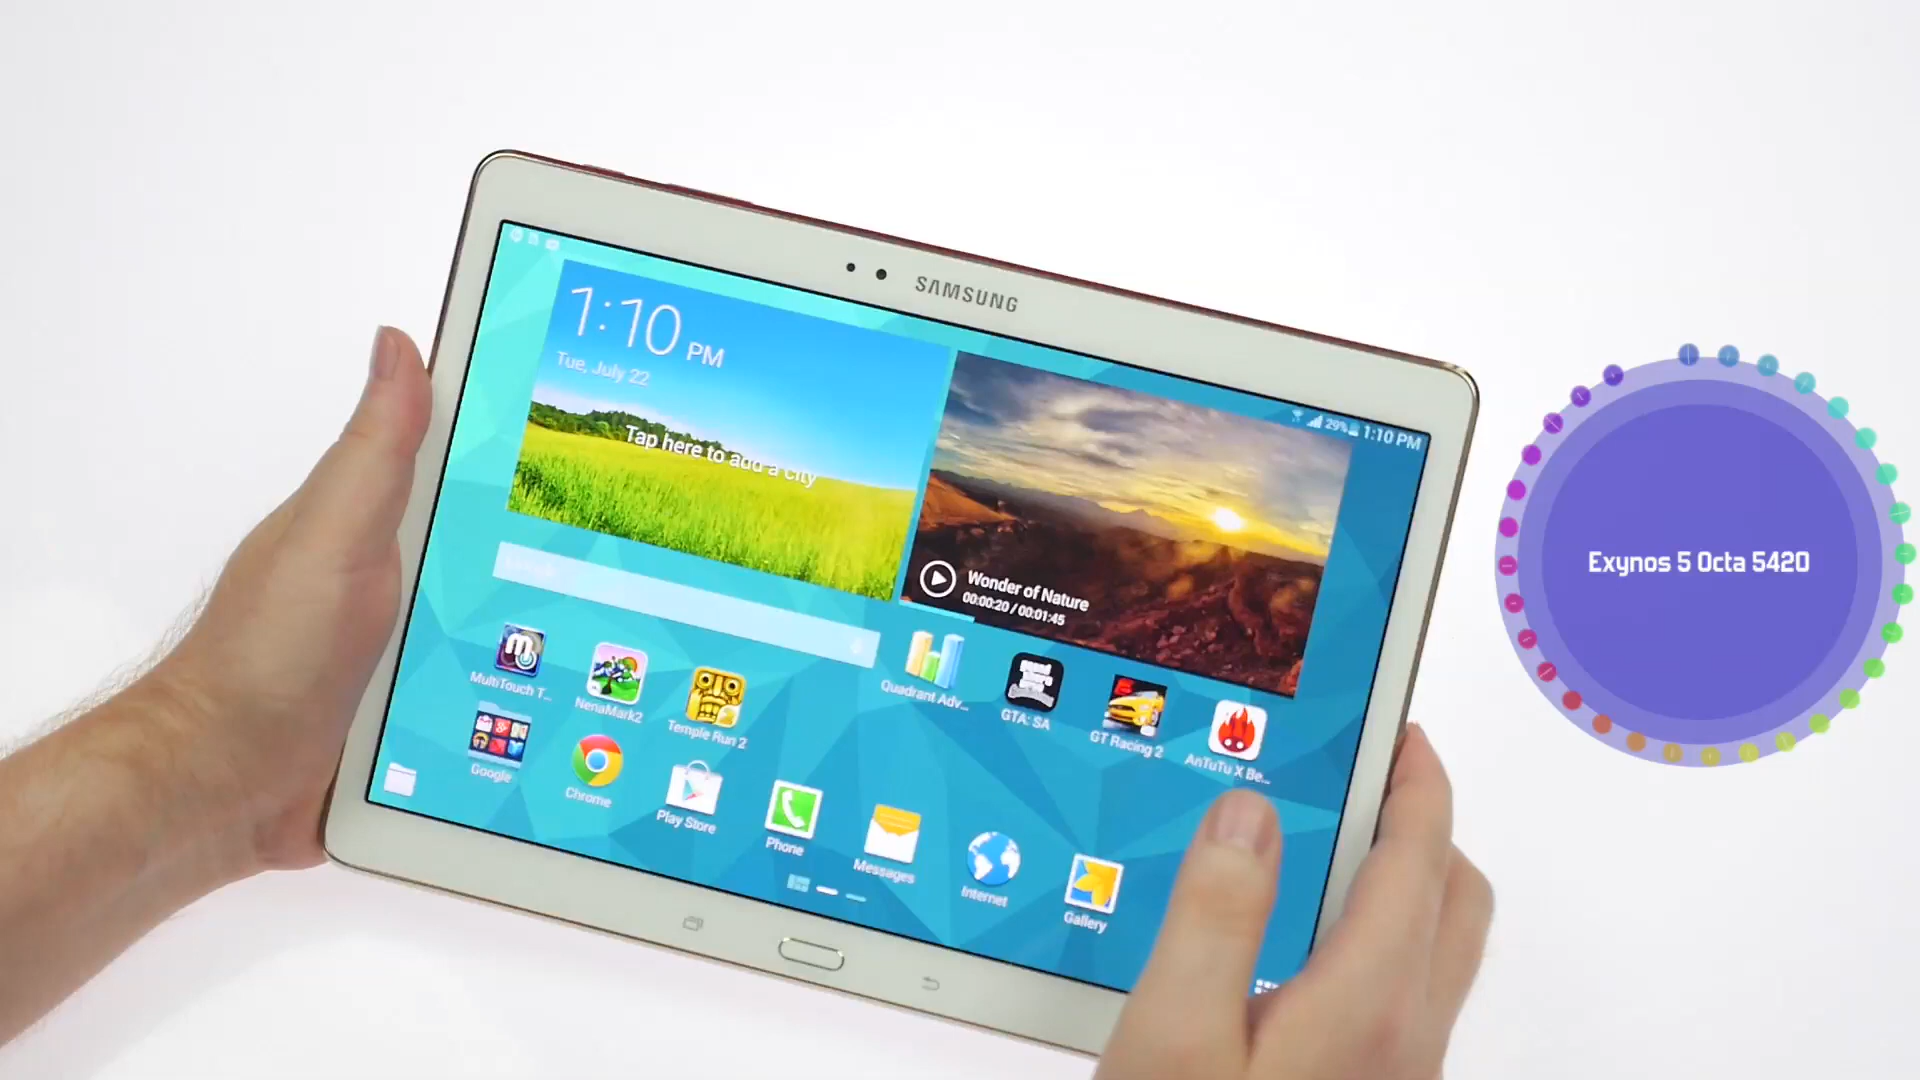 SAMSUNG
1:10 PM
Tue, July 22
Tap here to add a city
29% 1:10 PM
Wonder of Nature
00:00:20 / 00:01:45
Exynos 5 Octa 5420
MultiTouch T...
NenaMark2
Temple Run 2
Quadrant Adv...
GTA: SA
GT Racing 2
AnTuTu X Be...
Google
Chrome
Play Store
Phone
Messages
Internet
Gallery